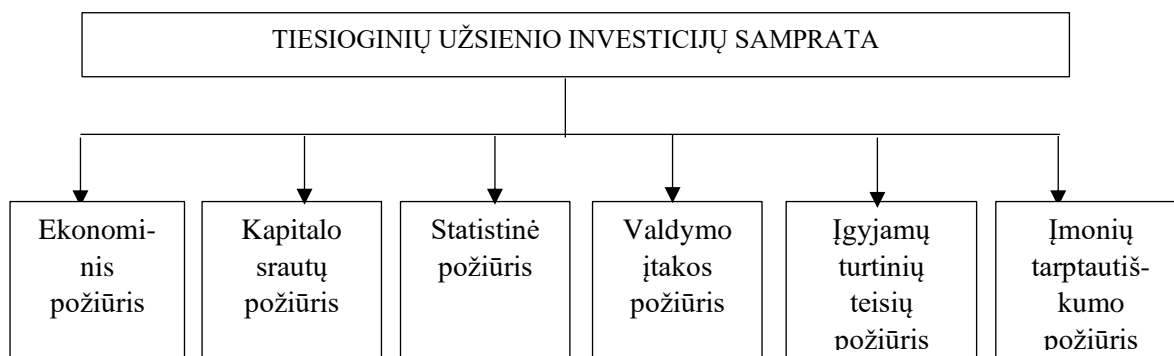 TIESIOGINIŲ UŽSIENIO INVESTICIJŲ SAMPRATA
Ekonomi-
nis
požiūris
Kapitalo
srautų
požiūris
Statistinė
požiūris
Valdymo
įtakos
požiūris
Įgyjamų
turtinių
teisių
požiūris
Įmonių
tarptautiš-
kumo
požiūris